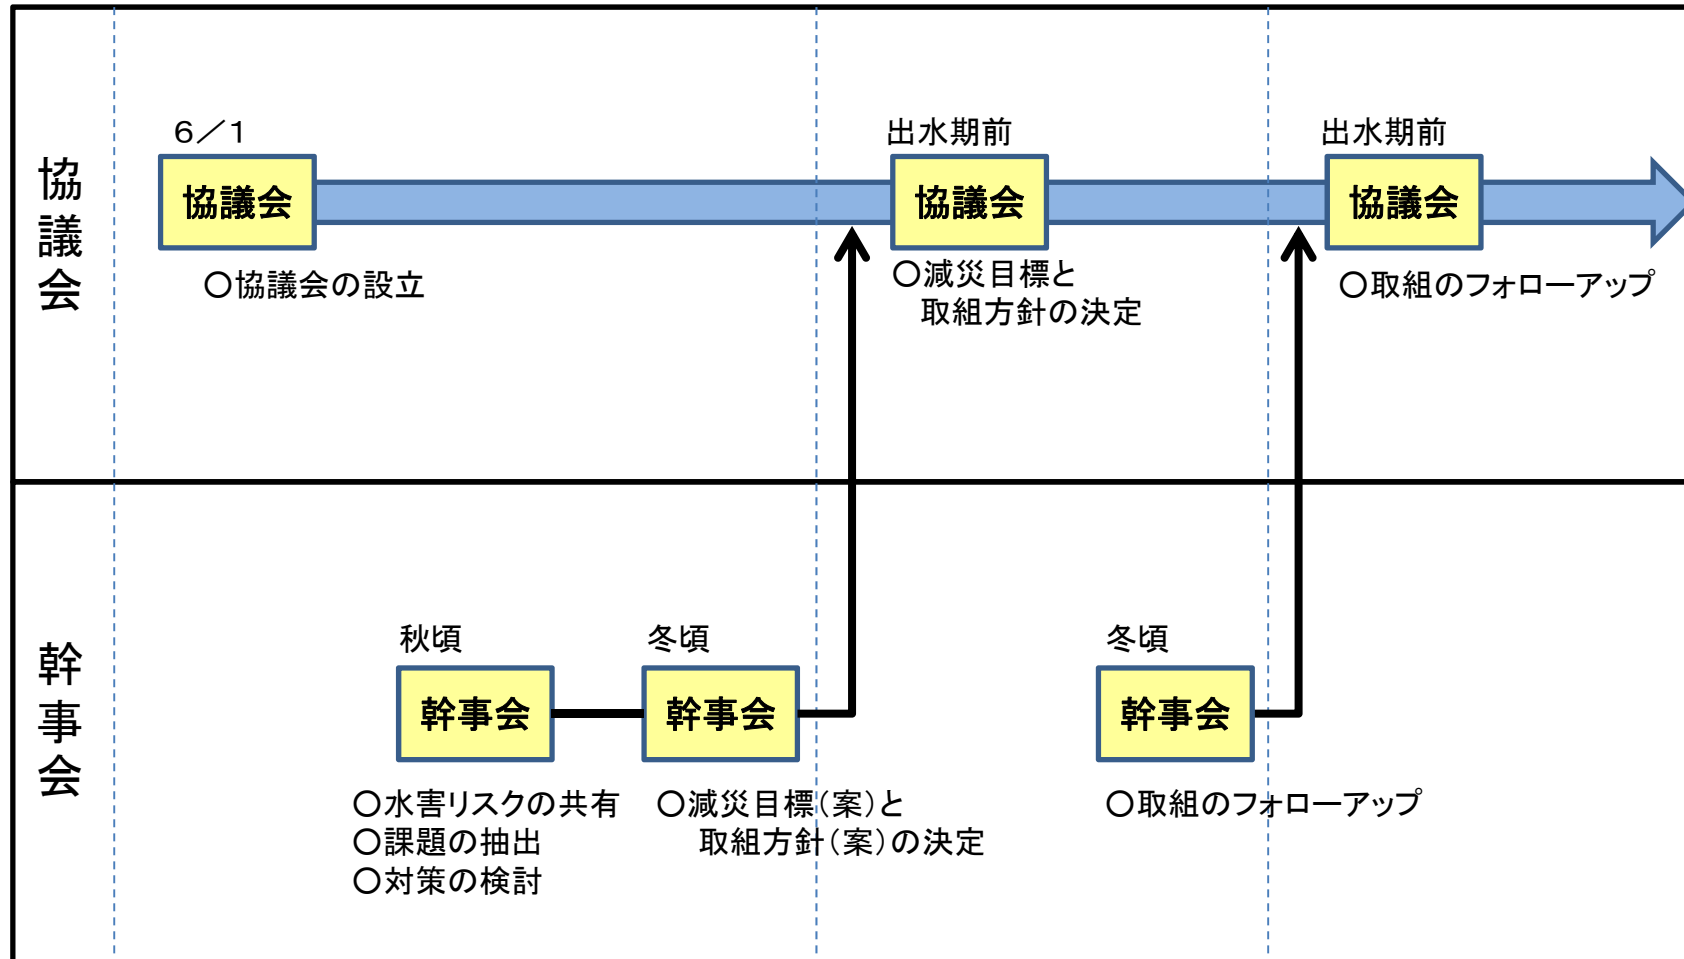 協議会
6／1
協議会
○協議会の設立
出水期前
協議会
○減災目標と
取組方針の決定
出水期前
協議会
○取組のフォローアップ
幹事会
秋頃
幹事会
○水害リスクの共有
○課題の抽出
○対策の検討
冬頃
幹事会
○減災目標(案)と
取組方針(案)の決定
冬頃
幹事会
○取組のフォローアップ